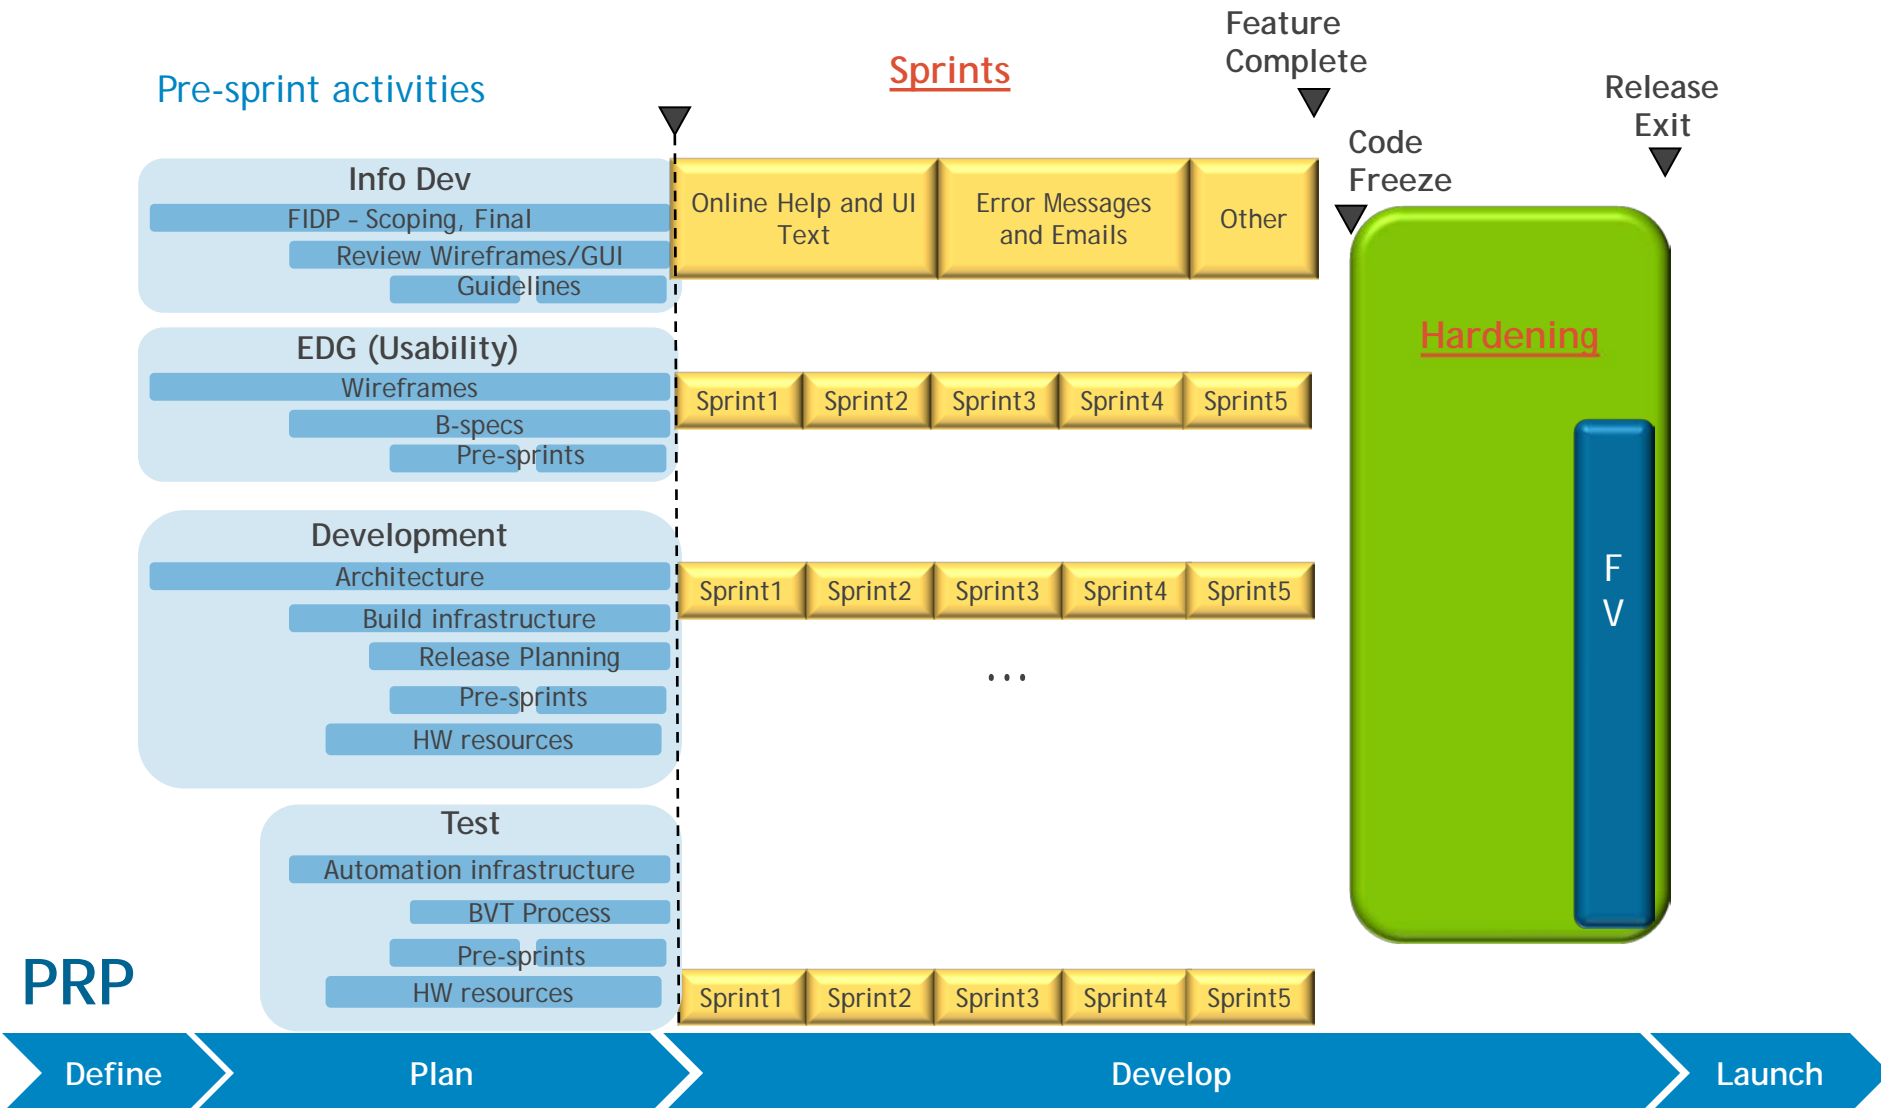 Feature
Complete
Sprints
Pre-sprint activities
Release
Exit
Code
Freeze
Info Dev
FIDP – Scoping, Final
Review Wireframes/GUI
Guidelines
Online Help and UI
Text
Error Messages
and Emails
Other
Hardening
EDG (Usability)
Wireframes
B-specs
Pre-sprints
Sprint1
Sprint2
Sprint3
Sprint4
Sprint5
Development
Architecture
Build infrastructure
Release Planning
Pre-sprints
HW resources
Sprint1
Sprint2
Sprint3
Sprint4
Sprint5
...
F
V
Test
Automation infrastructure
BVT Process
Pre-sprints
HW resources
Sprint1
Sprint2
Sprint3
Sprint4
Sprint5
PRP
Define
Plan
Develop
Launch